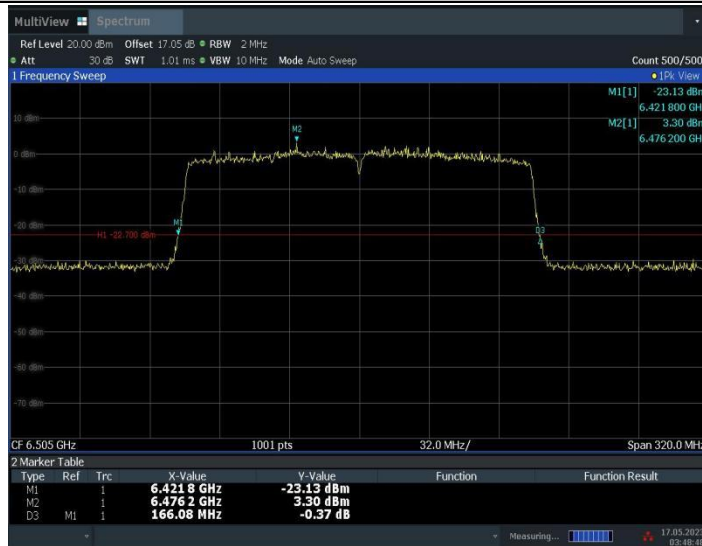 MultiView Spectrum
Ref Level 20.00 dBm Offset 17.05 dB RBW 2 MHz
Att 30 dB SWT 1.01 ms VBW 10 MHz Mode Auto Sweep Count 500/500
1 Frequency Sweep 1Pk View
M1[1] -23.13 dBm
6.421 800 GHz
M2[1] 3.30 dBm
6.476 200 GHz
10 dBm
M2
0 dBm
-10 dBm
-20 dBm
M1
D3
H1 -22.700 dBm
-30 dBm
-40 dBm
-50 dBm
-60 dBm
-70 dBm
CF 6.505 GHz 1001 pts 32.0 MHz/ Span 320.0 MHz
2 Marker Table
Type Ref Trc X-Value Y-Value Function Function Result
M1 1 6.421 8 GHz -23.13 dBm
M2 1 6.476 2 GHz 3.30 dBm
D3 M1 1 166.08 MHz -0.37 dB
Measuring... 17.05.2023
03:48:40